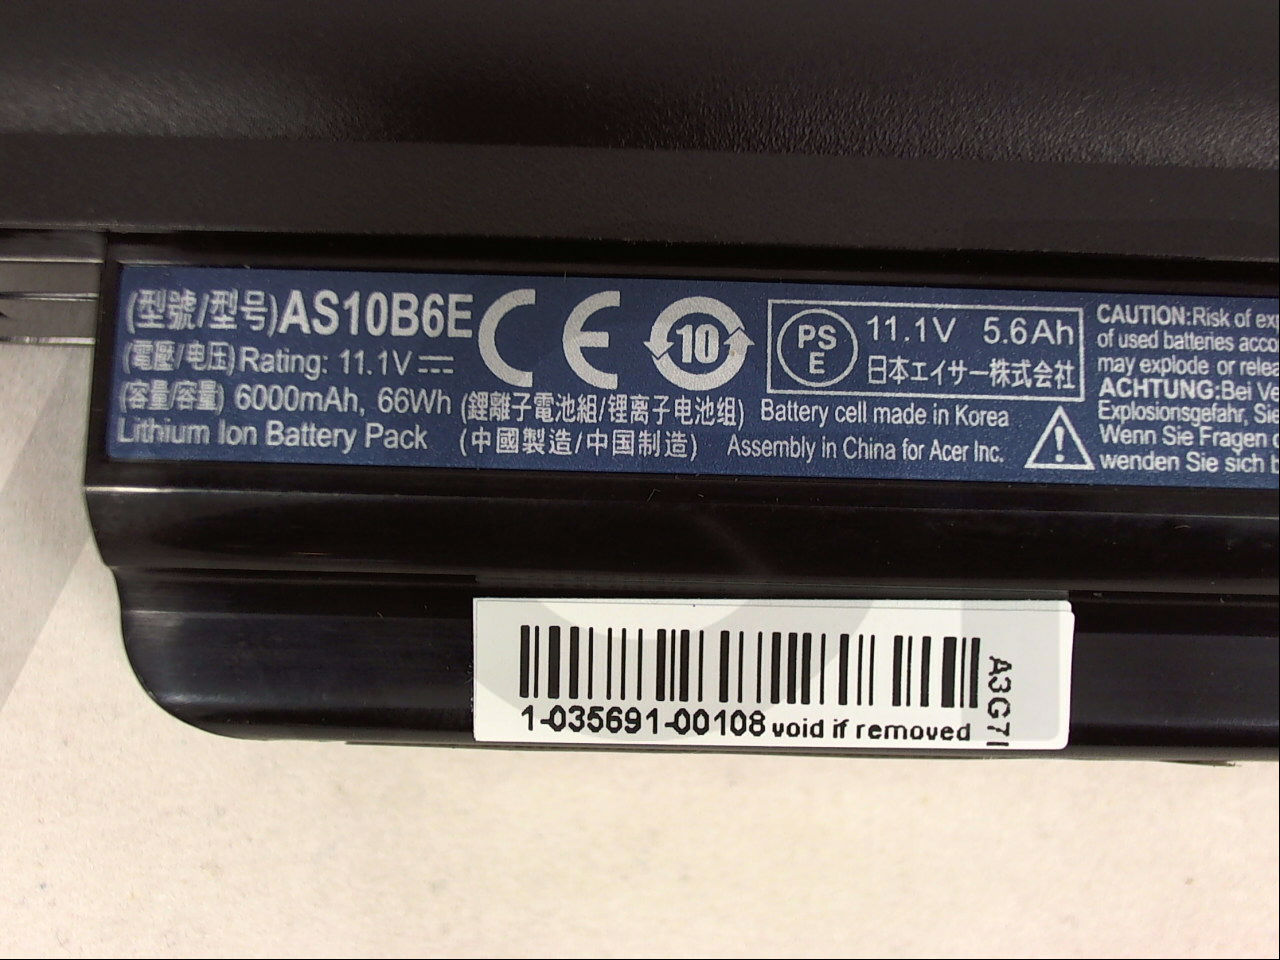 (型號/型号)AS10B6E
(電壓/电压)Rating: 11.1V
(容量/容量) 6000mAh, 66Wh (鋰離子電池組/锂离子电池组)
Lithium Ion Battery Pack (中國製造/中国制造)
CE
10
PS
E
11.1V 5.6Ah
日本エイサー株式会社
Battery cell made in Korea
Assembly in China for Acer Inc.
CAUTION:Risk of
of used batteries
may explode or
ACHTUNG:Bei
Explosionsgefahr,
Wenn Sie Fragen
wenden Sie sich
1-035691-00108 void if removed
A3G7I